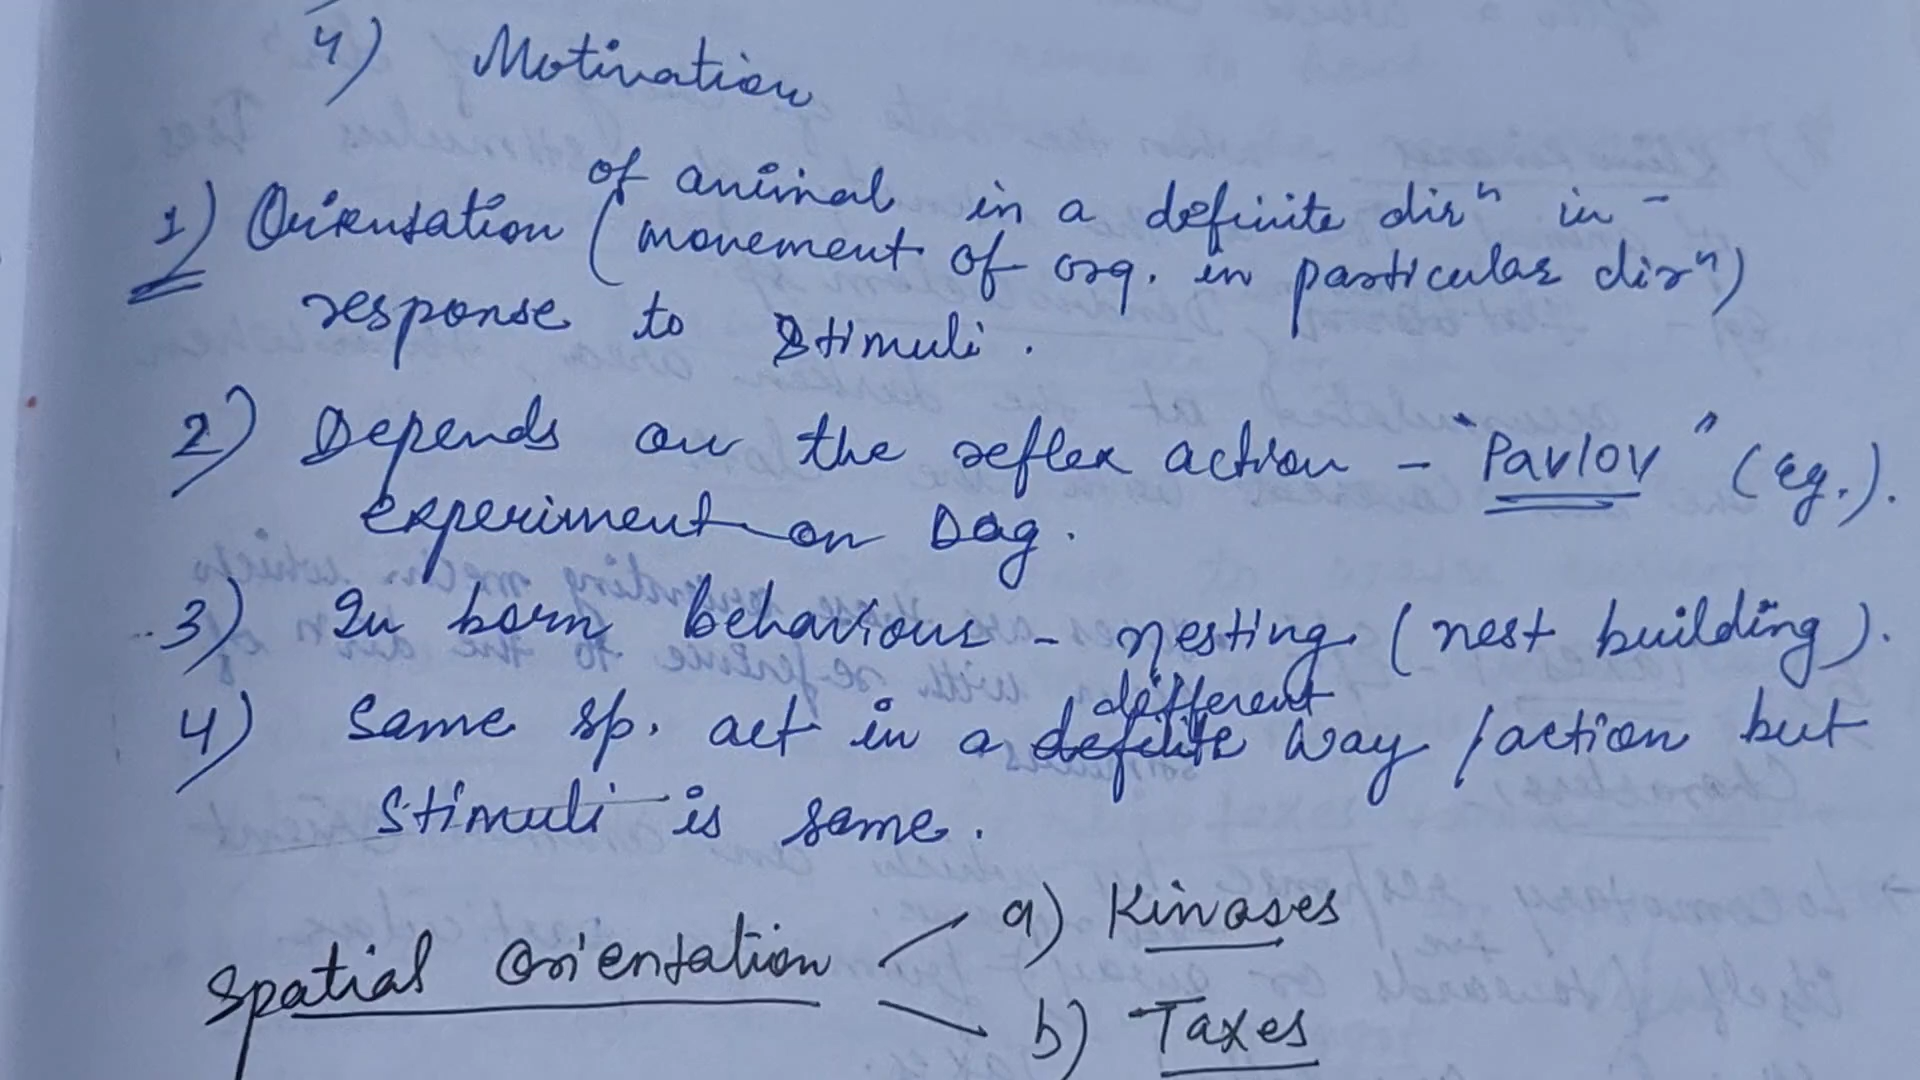 4) Motivation
of animal in a definite dirⁿ in -
1) Orientation (movement of org. in particular dirⁿ)
response to Stimuli.
2) Depends on the reflex action - "Pavlov" (eg.).
experiment on Dog.
3) In born behaviour - nesting (nest building).
different
4) Same sp. act in a definite way /action but
Stimuli is same.
Spatial Orientation
a) Kinases
b) Taxes